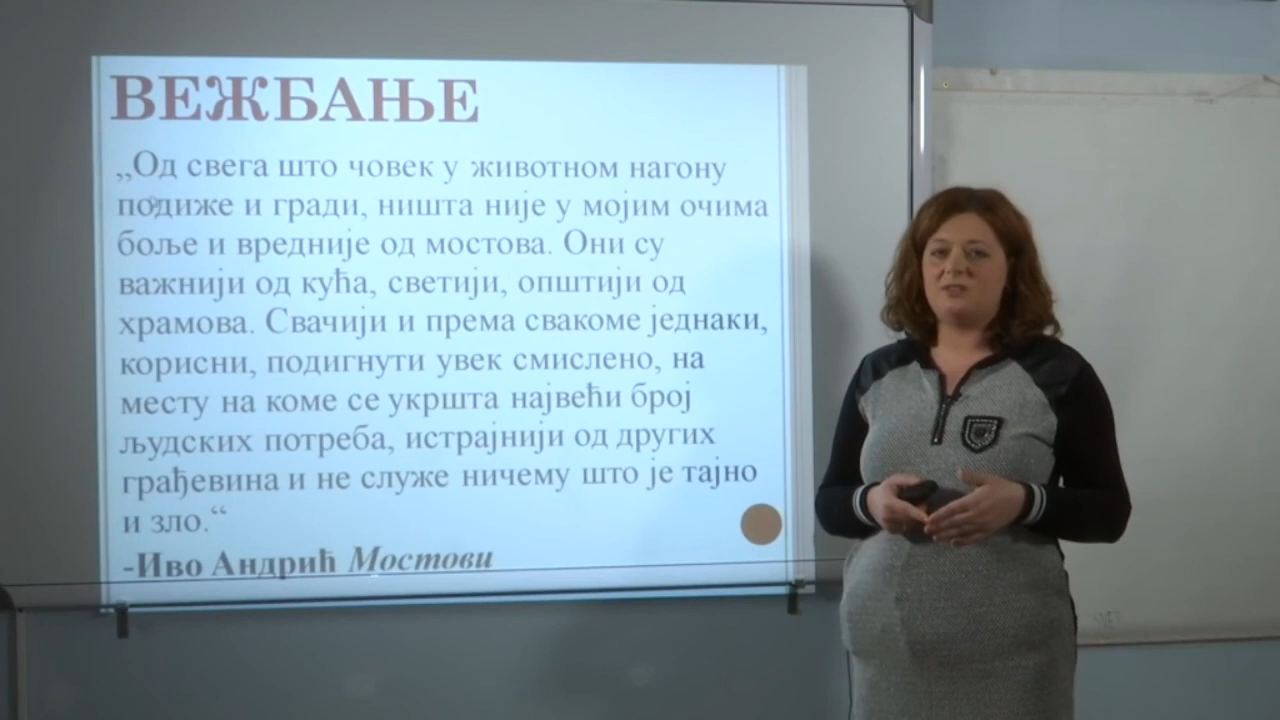 ВЕЖБАЊЕ
„Од свега што човек у животном нагону
подиже и гради, ништа није у мојим очима
боље и вредније од мостова. Они су
важнији од кућа, светији, општији од
храмова. Свачији и према свакоме једнаки,
корисни, подигнути увек смислено, на
месту на коме се укршта највећи број
људских потреба, истрајнији од других
грађевина и не служе ничему што је тајно
и зло.“
-Иво Андрић Мостови